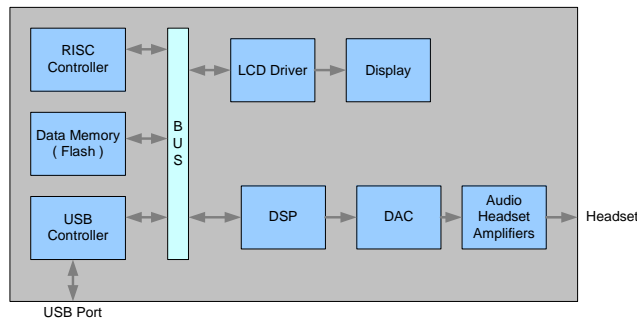 RISC
Controller
LCD Driver
Display
Data Memory
( Flash )
B
U
S
USB
Controller
DSP
DAC
Audio
Headset
Amplifiers
Headset
USB Port